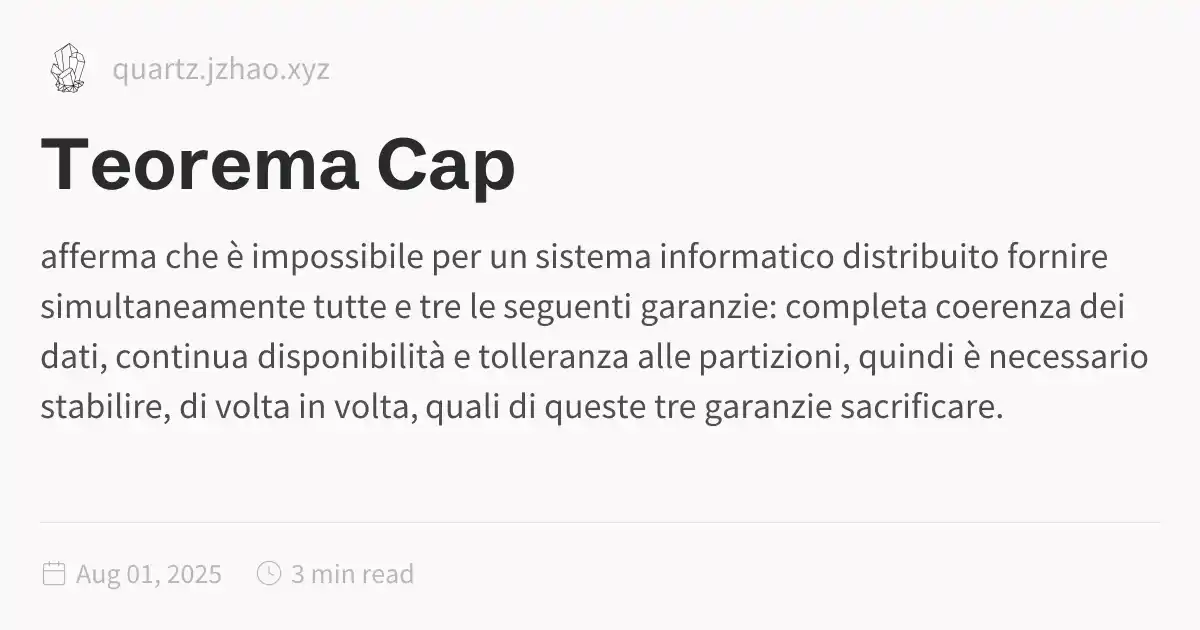 quartz.jzhao.xyz
Teorema Cap
afferma che è impossibile per un sistema informatico distribuito fornire
simultaneamente tutte e tre le seguenti garanzie: completa coerenza dei
dati, continua disponibilità e tolleranza alle partizioni, quindi è necessario
stabilire, di volta in volta, quali di queste tre garanzie sacrificare.
Aug 01, 2025 3 min read